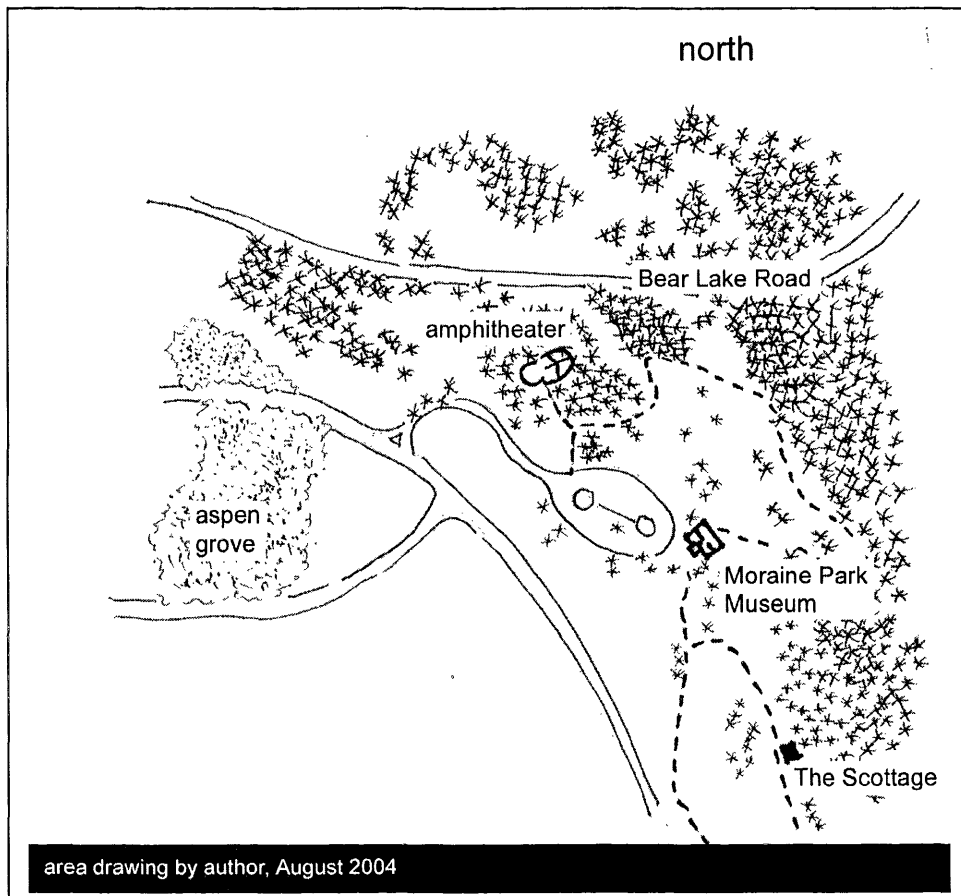 north
Bear Lake Road
amphitheater
aspen
grove
Moraine Park
Museum
The Scottage
area drawing by author, August 2004